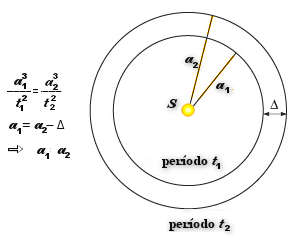 a₁³/t₁² = a₂³/t₂²
a₁ = a₂ – Δ
⇨ a₁ a₂
a₂
a₁
S
Δ
período t₁
período t₂